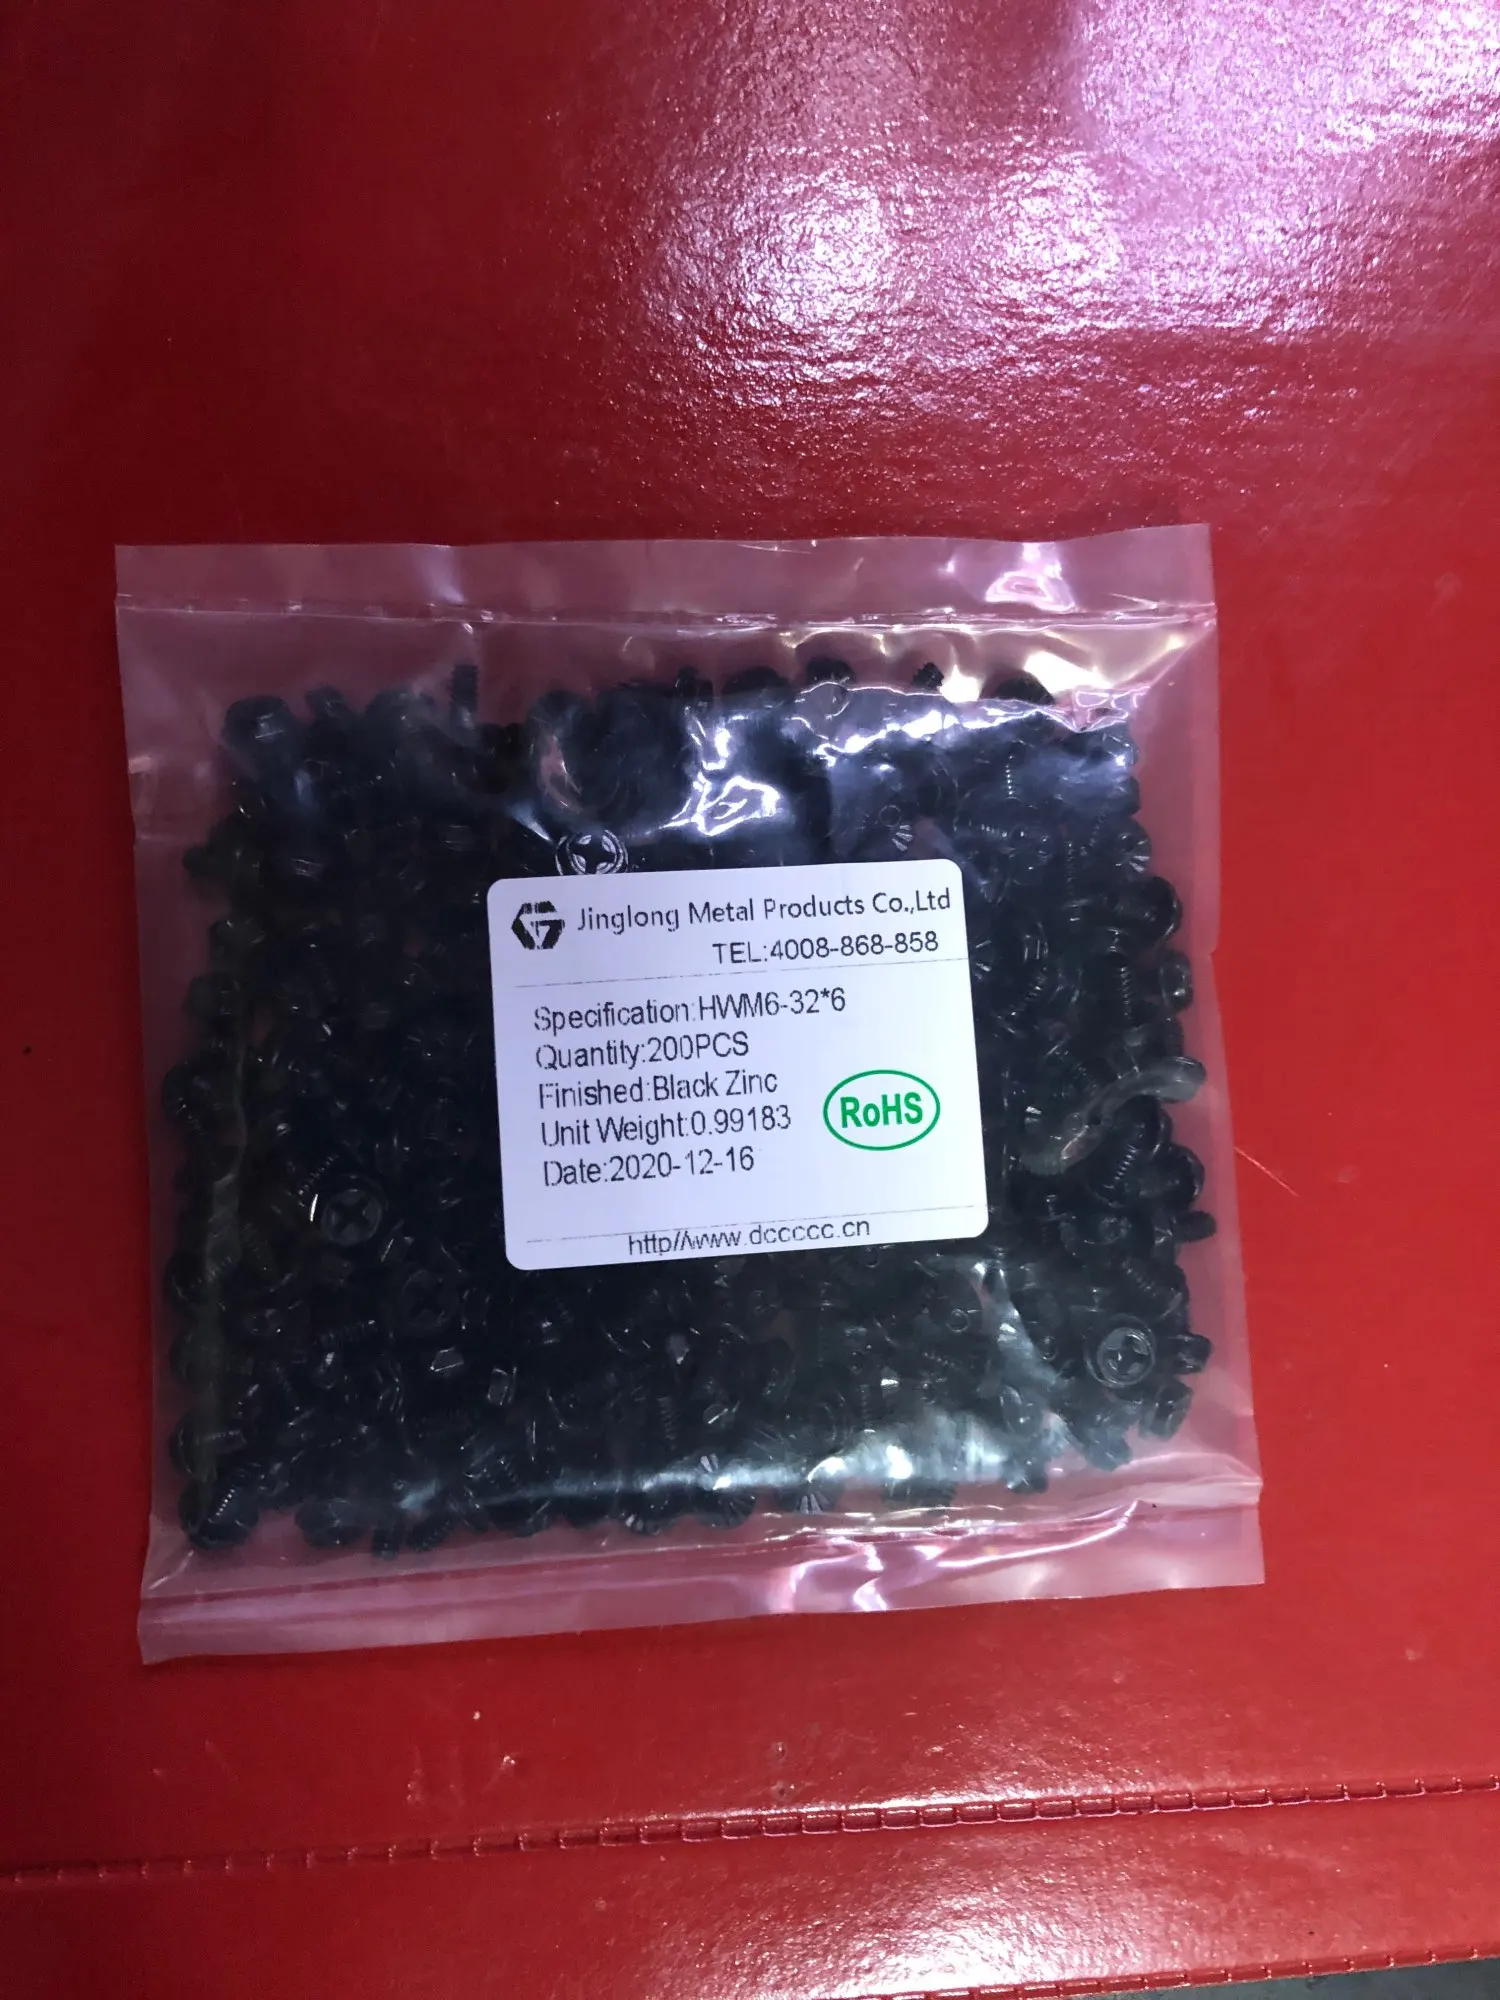 Jinglong Metal Products Co.,Ltd
TEL:4008-868-858
Specification:HWM6-32*6
Quantity:200PCS
Finished:Black Zinc
Unit Weight:0.99183
Date:2020-12-16
RoHS
http//www.dccccc.cn